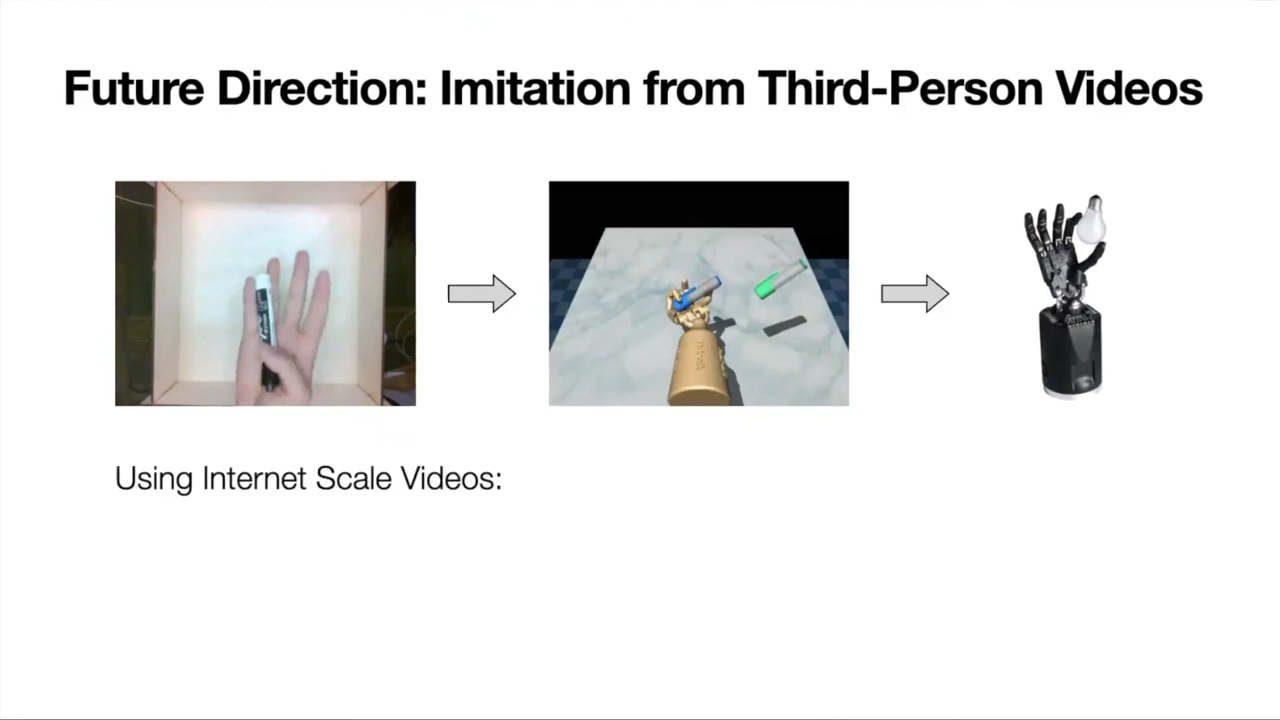 Future Direction: Imitation from Third-Person Videos
Using Internet Scale Videos: